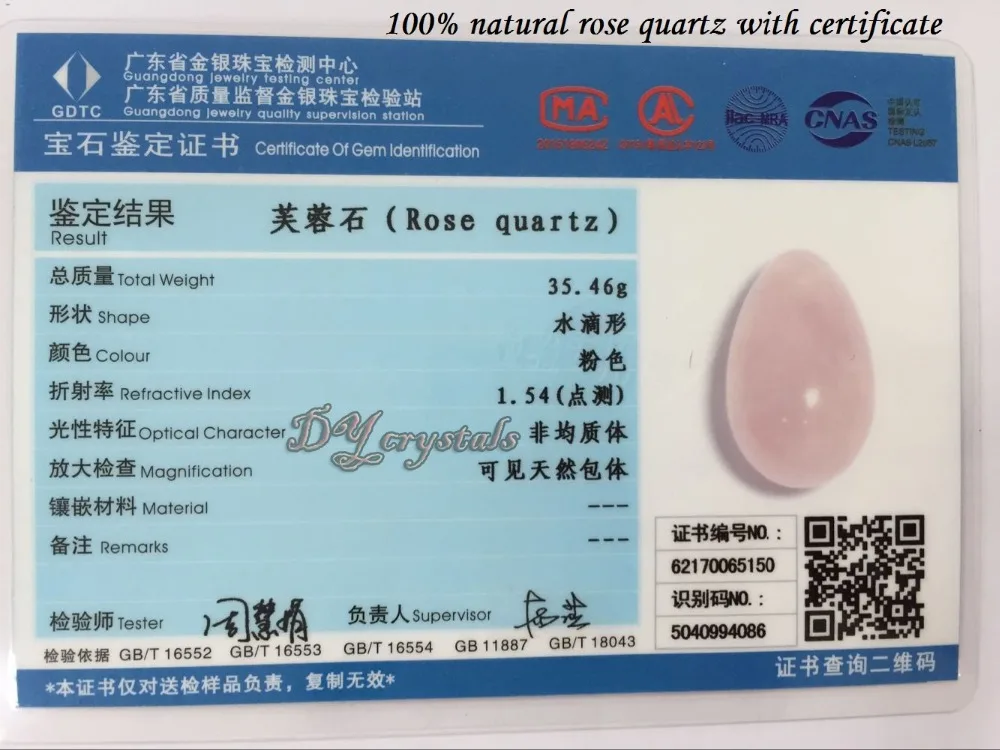 100% natural rose quartz with certificate
广东省金银珠宝检测中心
Guangdong jewelry testing center
广东省质量监督金银珠宝检验站
Guangdong jewelry quality supervision station
GDTC
宝石鉴定证书 Certificate Of Gem Identification
MA
AL
ilac-MRA
CNAS
TESTING
鉴定结果
Result
芙蓉石(Rose quartz)
总质量 Total Weight 35.46g
形状 Shape 水滴形
颜色 Colour 粉色
折射率 Refractive Index 1.54(点测)
光性特征 Optical Character 非均质体
DY crystals
放大检查 Magnification 可见天然包体
镶嵌材料 Material ---
备注 Remarks ---
证书编号NO.:
62170065150
识别码NO.:
5040994086
检验师 Tester 负责人 Supervisor
检验依据 GB/T 16552 GB/T 16553 GB/T 16554 GB 11887 GB/T 18043
*本证书仅对送检样品负责，复制无效*
证书查询二维码